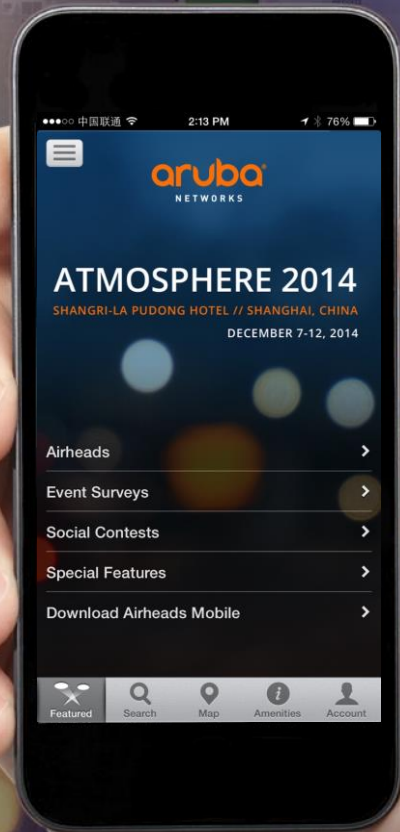 中国联通 2:13 PM 76%
aruba
NETWORKS
ATMOSPHERE 2014
SHANGRI-LA PUDONG HOTEL // SHANGHAI, CHINA
DECEMBER 7-12, 2014
Airheads
Event Surveys
Social Contests
Special Features
Download Airheads Mobile
Featured Search Map Amenities Account